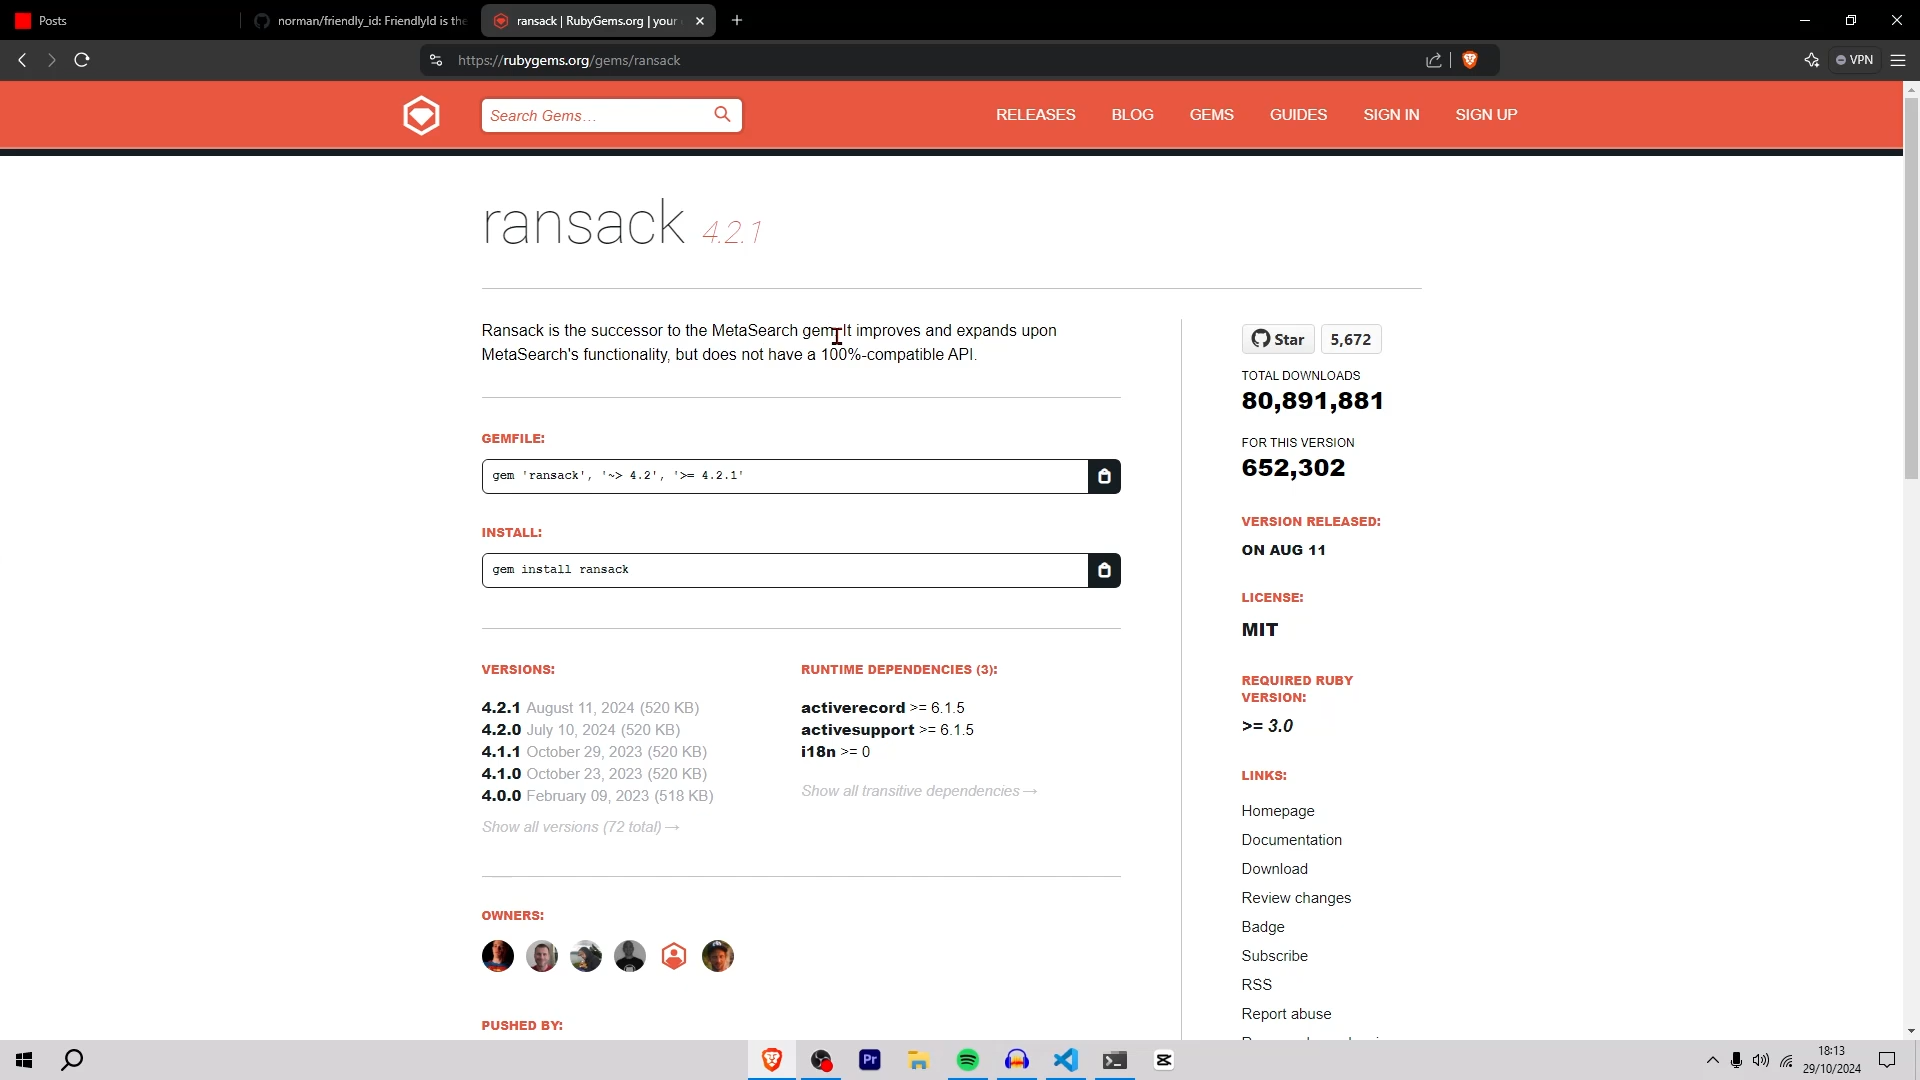 Posts
norman/friendly_id: FriendlyId is the
ransack | RubyGems.org | your
https://rubygems.org/gems/ransack
VPN
Search Gems…
RELEASES
BLOG
GEMS
GUIDES
SIGN IN
SIGN UP
ransack 4.2.1
Ransack is the successor to the MetaSearch gem. It improves and expands upon
MetaSearch's functionality, but does not have a 100%-compatible API.
GEMFILE:
gem 'ransack', '~> 4.2', '>= 4.2.1'
INSTALL:
gem install ransack
VERSIONS:
4.2.1 August 11, 2024 (520 KB)
4.2.0 July 10, 2024 (520 KB)
4.1.1 October 29, 2023 (520 KB)
4.1.0 October 23, 2023 (520 KB)
4.0.0 February 09, 2023 (518 KB)
Show all versions (72 total) →
RUNTIME DEPENDENCIES (3):
activerecord >= 6.1.5
activesupport >= 6.1.5
i18n >= 0
Show all transitive dependencies →
OWNERS:
PUSHED BY:
Star
5,672
TOTAL DOWNLOADS
80,891,881
FOR THIS VERSION
652,302
VERSION RELEASED:
ON AUG 11
LICENSE:
MIT
REQUIRED RUBY
VERSION:
>= 3.0
LINKS:
Homepage
Documentation
Download
Review changes
Badge
Subscribe
RSS
Report abuse
Pr
18:13
29/10/2024